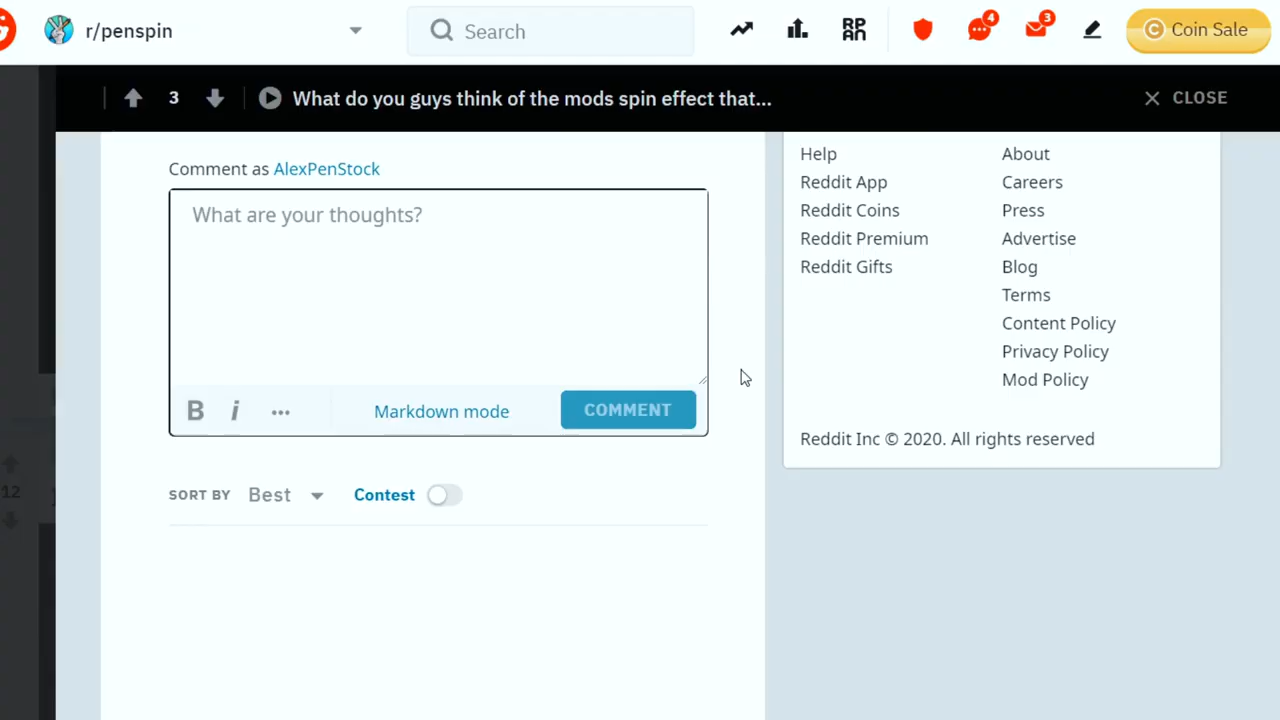 r/penspin
Search
4
3
Coin Sale
3
What do you guys think of the mods spin effect that...
CLOSE
Comment as AlexPenStock
What are your thoughts?
B i ...
Markdown mode
COMMENT
SORT BY Best
Contest
Help
Reddit App
Reddit Coins
Reddit Premium
Reddit Gifts
About
Careers
Press
Advertise
Blog
Terms
Content Policy
Privacy Policy
Mod Policy
Reddit Inc © 2020. All rights reserved
12